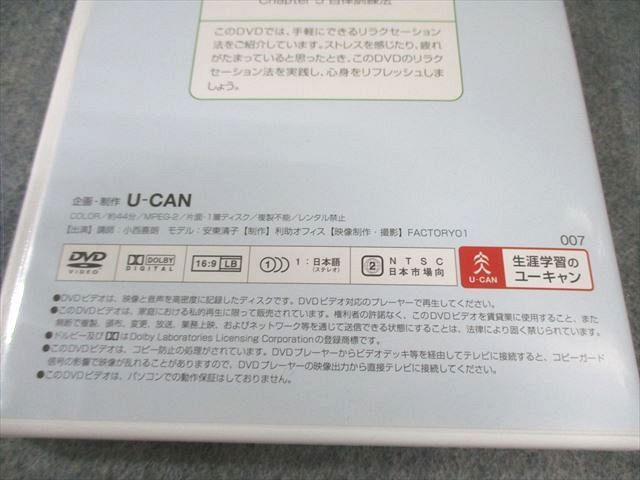 Chapter 5 自律訓練法
このDVDでは、手軽にできるリラクセーション
法をご紹介しています。ストレスを感じたり、疲れ
がたまっていると思ったとき、このDVDのリラク
セーション法を実践し、心身をリフレッシュしま
しょう。
企画・制作 U-CAN
COLOR／約44分／MPEG-2／片面・1層ディスク／複製不能／レンタル禁止
【出演】講師：小西喜朗 モデル：安東清子【制作】利助オフィス【映像制作・撮影】FACTORY01
007
DVD VIDEO
DOLBY DIGITAL
16:9 LB
1 1：日本語 (ステレオ)
2 NTSC 日本市場向
U-CAN 生涯学習のユーキャン
●DVDビデオは、映像と音声を高密度に記録したディスクです。DVDビデオ対応のプレーヤーで再生してください。
●このDVDビデオは、家庭における私的再生に限って販売されています。権利者の許諾なく、このDVDビデオを賃貸業に使用すること、また
無断で複製、頒布、変更、放送、業務上映、およびネットワーク等を通じて送信できる状態にすることは、法律により固く禁じられています。
●ドルビー及びDDはDolby Laboratories Licensing Corporationの登録商標です。
●このDVDビデオは、コピー防止の処理がされています。DVDプレーヤーからビデオデッキ等を経由してテレビに接続すると、コピーガード
信号の影響で映像が乱れることがありますので、DVDプレーヤーの映像出力から直接テレビに接続してください。
●このDVDビデオは、パソコンでの動作保証はしておりません。